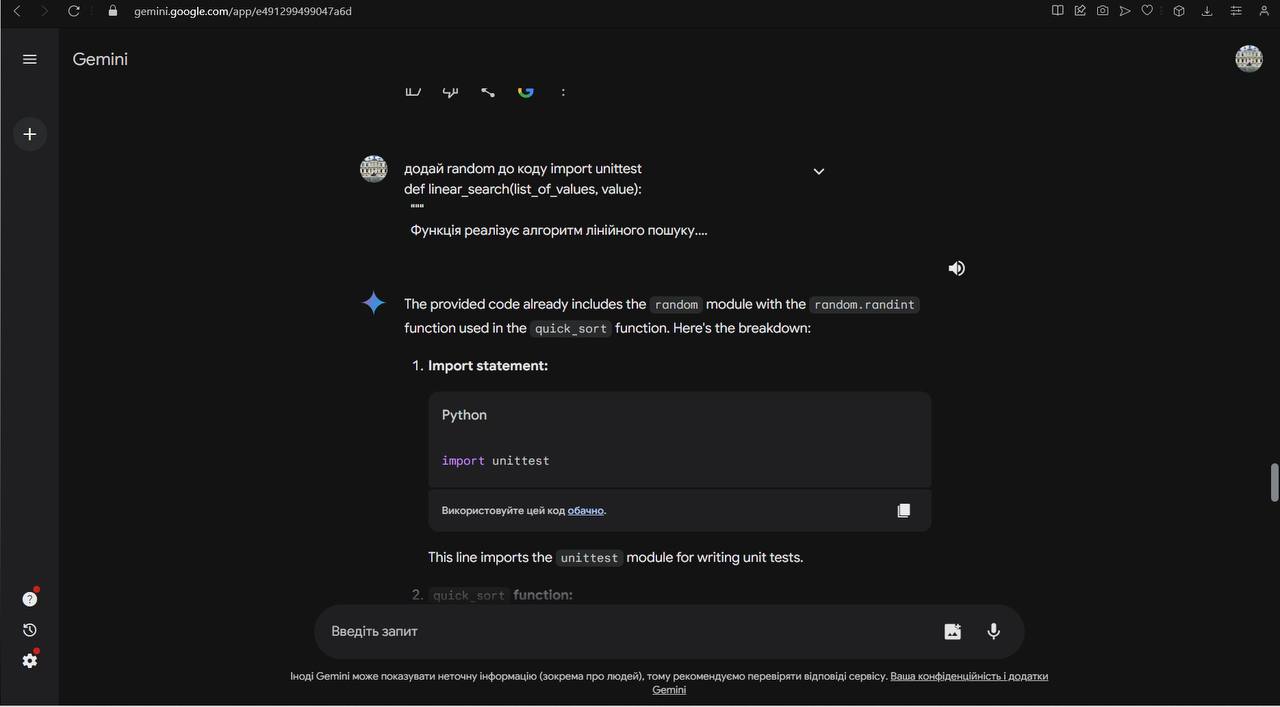 gemini.google.com/app/e491299499047a6d
Gemini
додай random до коду import unittest
def linear_search(list_of_values, value):
"""
Функція реалізує алгоритм лінійного пошуку....
The provided code already includes the random module with the random.randint
function used in the quick_sort function. Here's the breakdown:
1. Import statement:
Python
import unittest
Використовуйте цей код обачно.
This line imports the unittest module for writing unit tests.
2. quick_sort function:
Введіть запит
Іноді Gemini може показувати неточну інформацію (зокрема про людей), тому рекомендуємо перевіряти відповіді сервісу. Ваша конфіденційність і додатки
Gemini